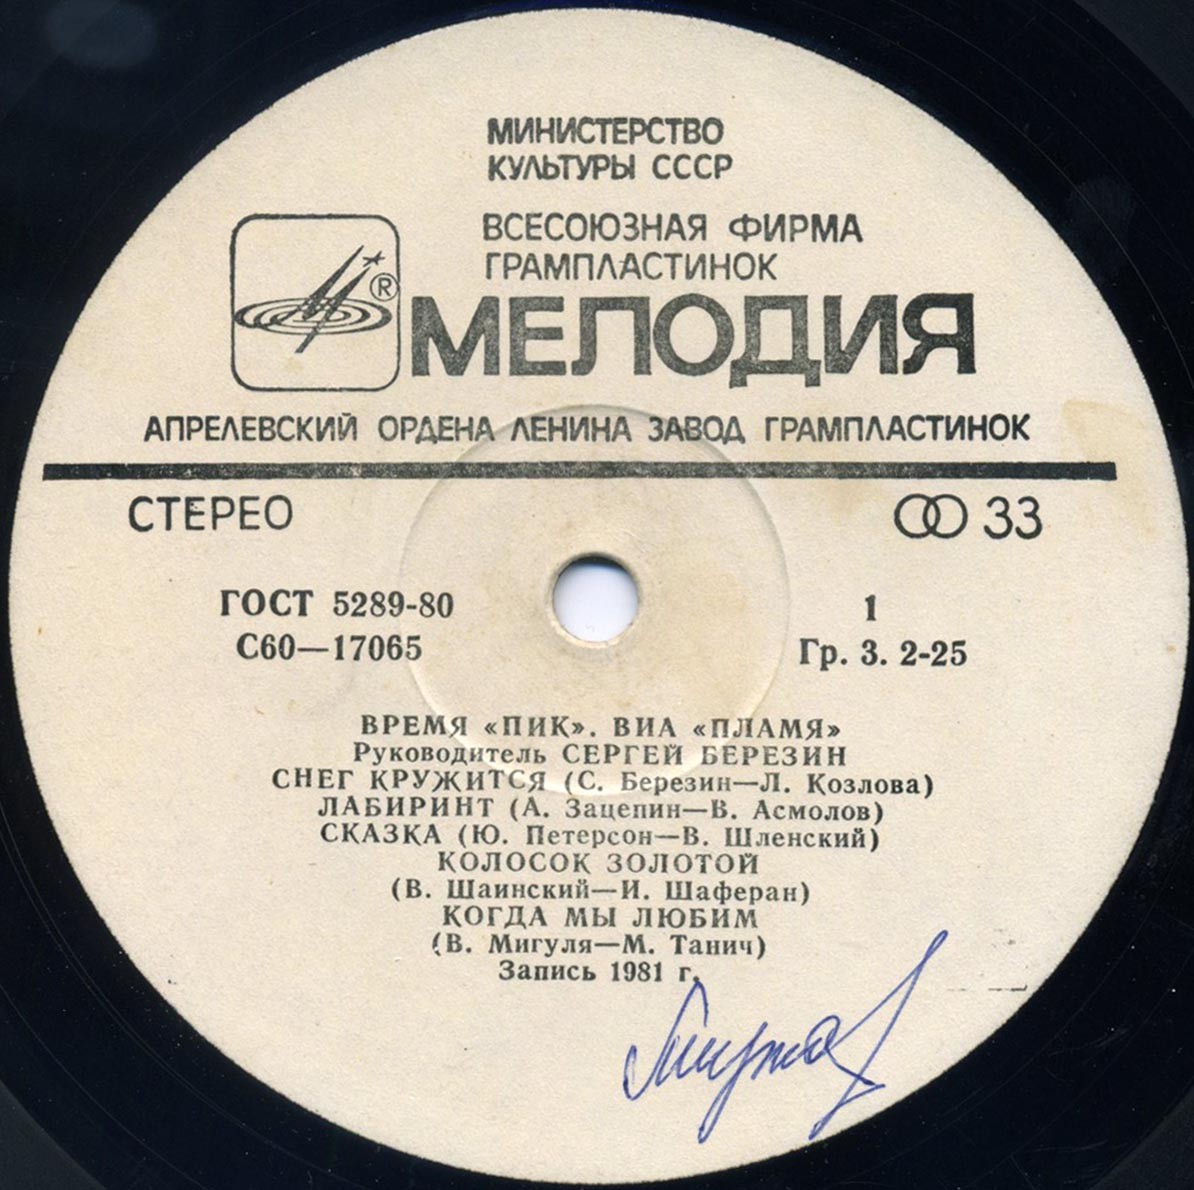 МИНИСТЕРСТВО
КУЛЬТУРЫ СССР
ВСЕСОЮЗНАЯ ФИРМА
ГРАМПЛАСТИНОК
®
МЕЛОДИЯ
АПРЕЛЕВСКИЙ ОРДЕНА ЛЕНИНА ЗАВОД ГРАМПЛАСТИНОК
СТЕРЕО 33
ГОСТ 5289-80 1
С60—17065 Гр. 3. 2-25
ВРЕМЯ «ПИК». ВИА «ПЛАМЯ»
Руководитель СЕРГЕЙ БЕРЕЗИН
СНЕГ КРУЖИТСЯ (С. Березин—Л. Козлова)
ЛАБИРИНТ (А. Зацепин—В. Асмолов)
СКАЗКА (Ю. Петерсон—В. Шленский)
КОЛОСОК ЗОЛОТОЙ
(В. Шаинский—И. Шаферан)
КОГДА МЫ ЛЮБИМ
(В. Мигуля—М. Танич)
Запись 1981 г.